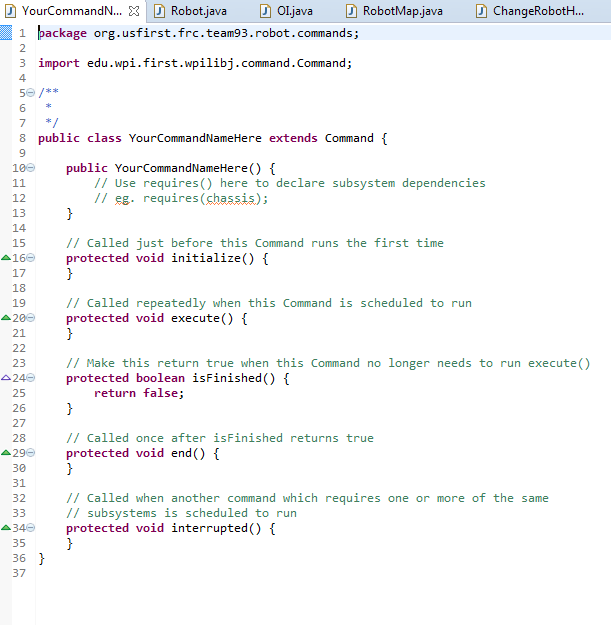 YourCommandN... Robot.java OI.java RobotMap.java ChangeRobotH...
1 package org.usfirst.frc.team93.robot.commands;
2
3 import edu.wpi.first.wpilibj.command.Command;
4
5 /**
6  *
7  */
8 public class YourCommandNameHere extends Command {
9
10     public YourCommandNameHere() {
11         // Use requires() here to declare subsystem dependencies
12         // eg. requires(chassis);
13     }
14
15     // Called just before this Command runs the first time
16     protected void initialize() {
17     }
18
19     // Called repeatedly when this Command is scheduled to run
20     protected void execute() {
21     }
22
23     // Make this return true when this Command no longer needs to run execute()
24     protected boolean isFinished() {
25         return false;
26     }
27
28     // Called once after isFinished returns true
29     protected void end() {
30     }
31
32     // Called when another command which requires one or more of the same
33     // subsystems is scheduled to run
34     protected void interrupted() {
35     }
36 }
37